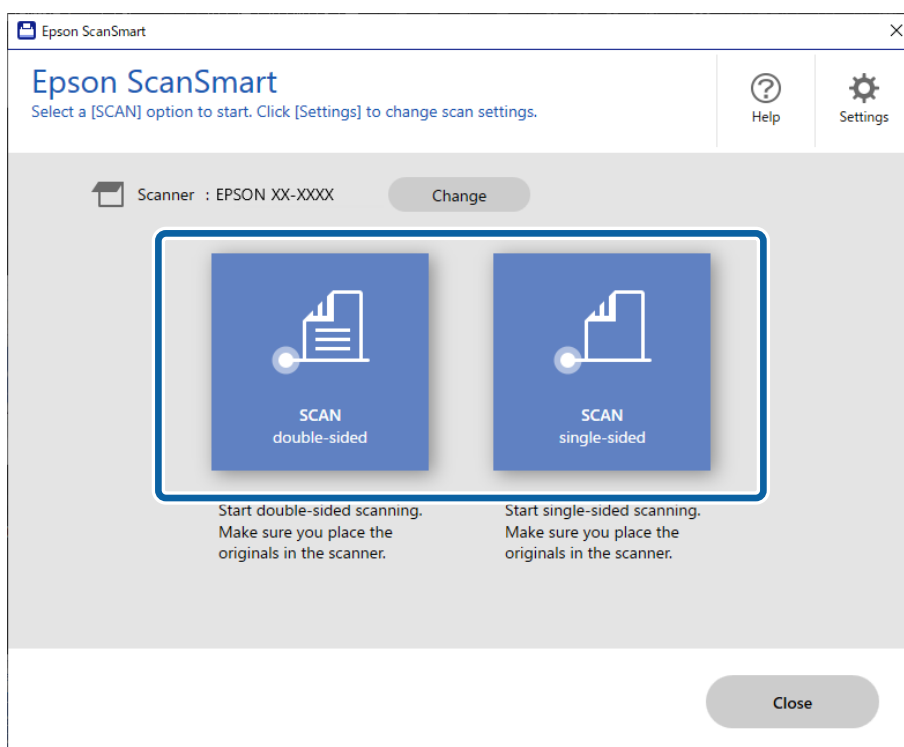 Epson ScanSmart
Epson ScanSmart
Select a [SCAN] option to start. Click [Settings] to change scan settings.
Help
Settings
Scanner : EPSON XX-XXXX
Change
SCAN
double-sided
SCAN
single-sided
Start double-sided scanning.
Make sure you place the
originals in the scanner.
Start single-sided scanning.
Make sure you place the
originals in the scanner.
Close